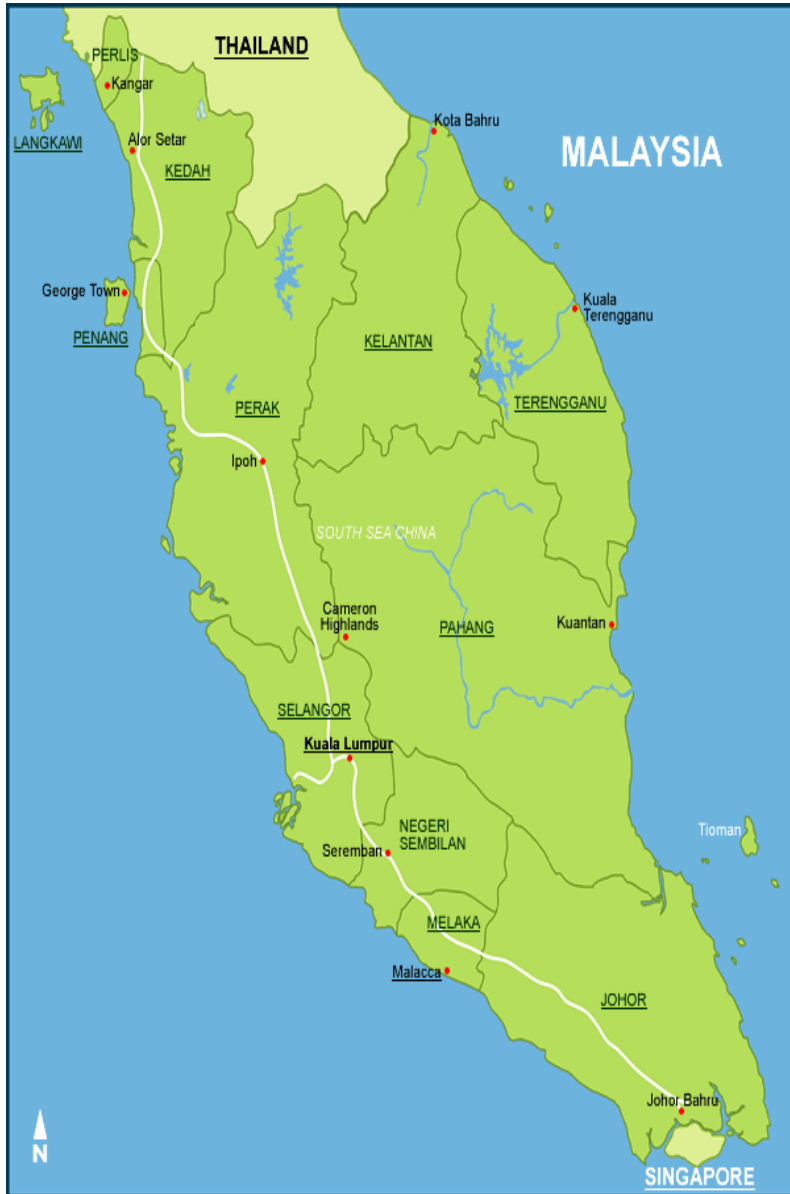 THAILAND
PERLIS
Kangar
Kota Bahru
LANGKAWI
Alor Setar
MALAYSIA
KEDAH
George Town
Kuala
Terengganu
PENANG
KELANTAN
PERAK
TERENGGANU
Ipoh
SOUTH SEA CHINA
Cameron
Highlands
PAHANG
Kuantan
SELANGOR
Kuala Lumpur
NEGERI
SEMBILAN
Tioman
Seremban
MELAKA
Malacca
JOHOR
Johor Bahru
N
SINGAPORE